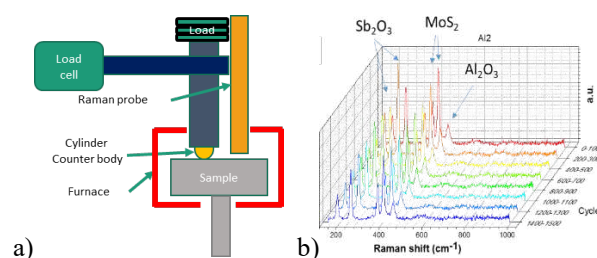 Load
Load
cell
Raman probe
Cylinder
Counter body
Furnace
Sample
a)
Sb₂O₃
MoS₂
Al2
Al₂O₃
a.u.
0-100
200-300
400-500
600-700
800-900
1000-1100
1200-1300
1400-1500
Cycle
200
400
600
800
1000
Raman shift (cm⁻¹)
b)